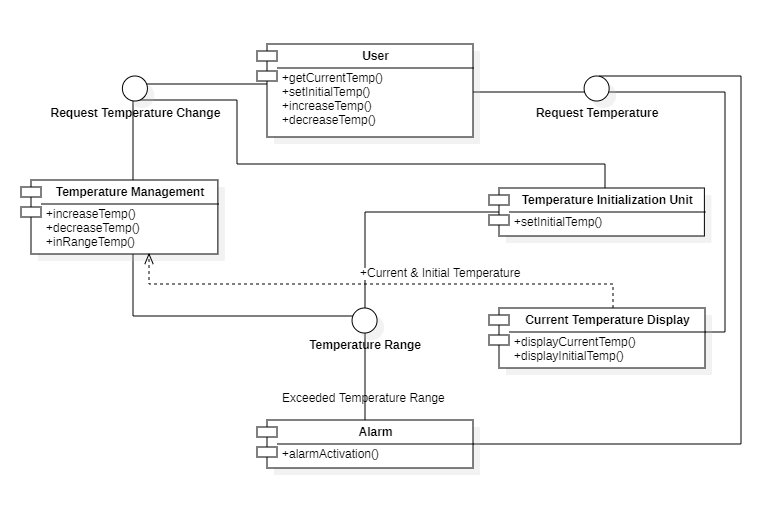 User
+getCurrentTemp()
+setInitialTemp()
+increaseTemp()
+decreaseTemp()
Request Temperature Change
Request Temperature
Temperature Management
+increaseTemp()
+decreaseTemp()
+inRangeTemp()
Temperature Initialization Unit
+setInitialTemp()
+Current & Initial Temperature
Current Temperature Display
+displayCurrentTemp()
+displayInitialTemp()
Temperature Range
Exceeded Temperature Range
Alarm
+alarmActivation()